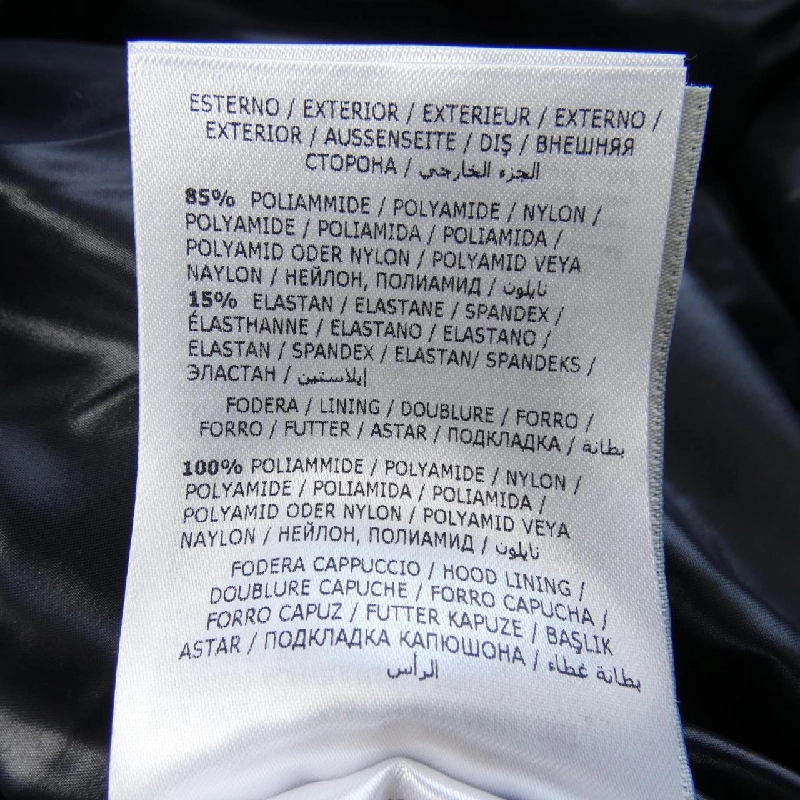 ESTERNO / EXTERIOR / EXTERIEUR / EXTERNO /
EXTERIOR / AUSSENSEITE / DIŞ / ВНЕШНЯЯ
СТОРОНА / الجزء الخارجي
85% POLIAMMIDE / POLYAMIDE / NYLON /
POLYAMIDE / POLIAMIDA / POLIAMIDA /
POLYAMID ODER NYLON / POLYAMID VEYA
NAYLON / НЕЙЛОН, ПОЛИАМИД / نايلون
15% ELASTAN / ELASTANE / SPANDEX /
ÉLASTHANNE / ELASTANO / ELASTANO /
ELASTAN / SPANDEX / ELASTAN/ SPANDEKS /
ЭЛАСТАН / إيلاستين
FODERA / LINING / DOUBLURE / FORRO /
FORRO / FUTTER / ASTAR / ПОДКЛАДКА / بطانة
100% POLIAMMIDE / POLYAMIDE / NYLON /
POLYAMIDE / POLIAMIDA / POLIAMIDA /
POLYAMID ODER NYLON / POLYAMID VEYA
NAYLON / НЕЙЛОН, ПОЛИАМИД / نايلون
FODERA CAPPUCCIO / HOOD LINING /
DOUBLURE CAPUCHE / FORRO CAPUCHA /
FORRO CAPUZ / FUTTER KAPUZE / BAŞLIK
ASTAR / ПОДКЛАДКА КАПЮШОНА / بطانة غطاء
الرأس